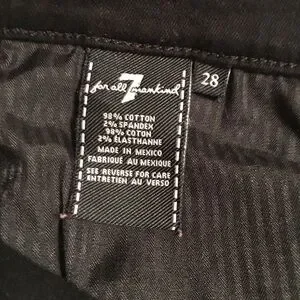 for all 7 mankind
28
98% COTTON
2% SPANDEX
98% COTON
2% ÉLASTHANNE
MADE IN MEXICO
FABRIQUÉ AU MEXIQUE
SEE REVERSE FOR CARE
ENTRETIEN AU VERSO